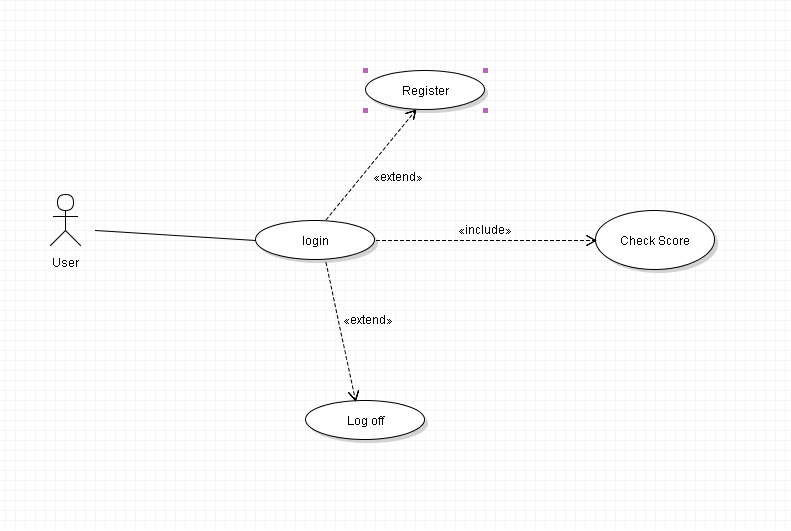 Register
«extend»
«include»
login
Check Score
User
«extend»
Log off